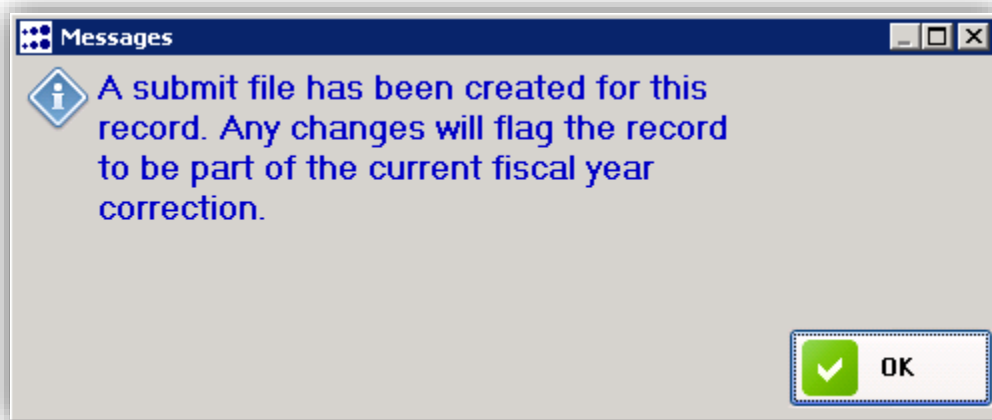 Messages
A submit file has been created for this
record. Any changes will flag the record
to be part of the current fiscal year
correction.
OK